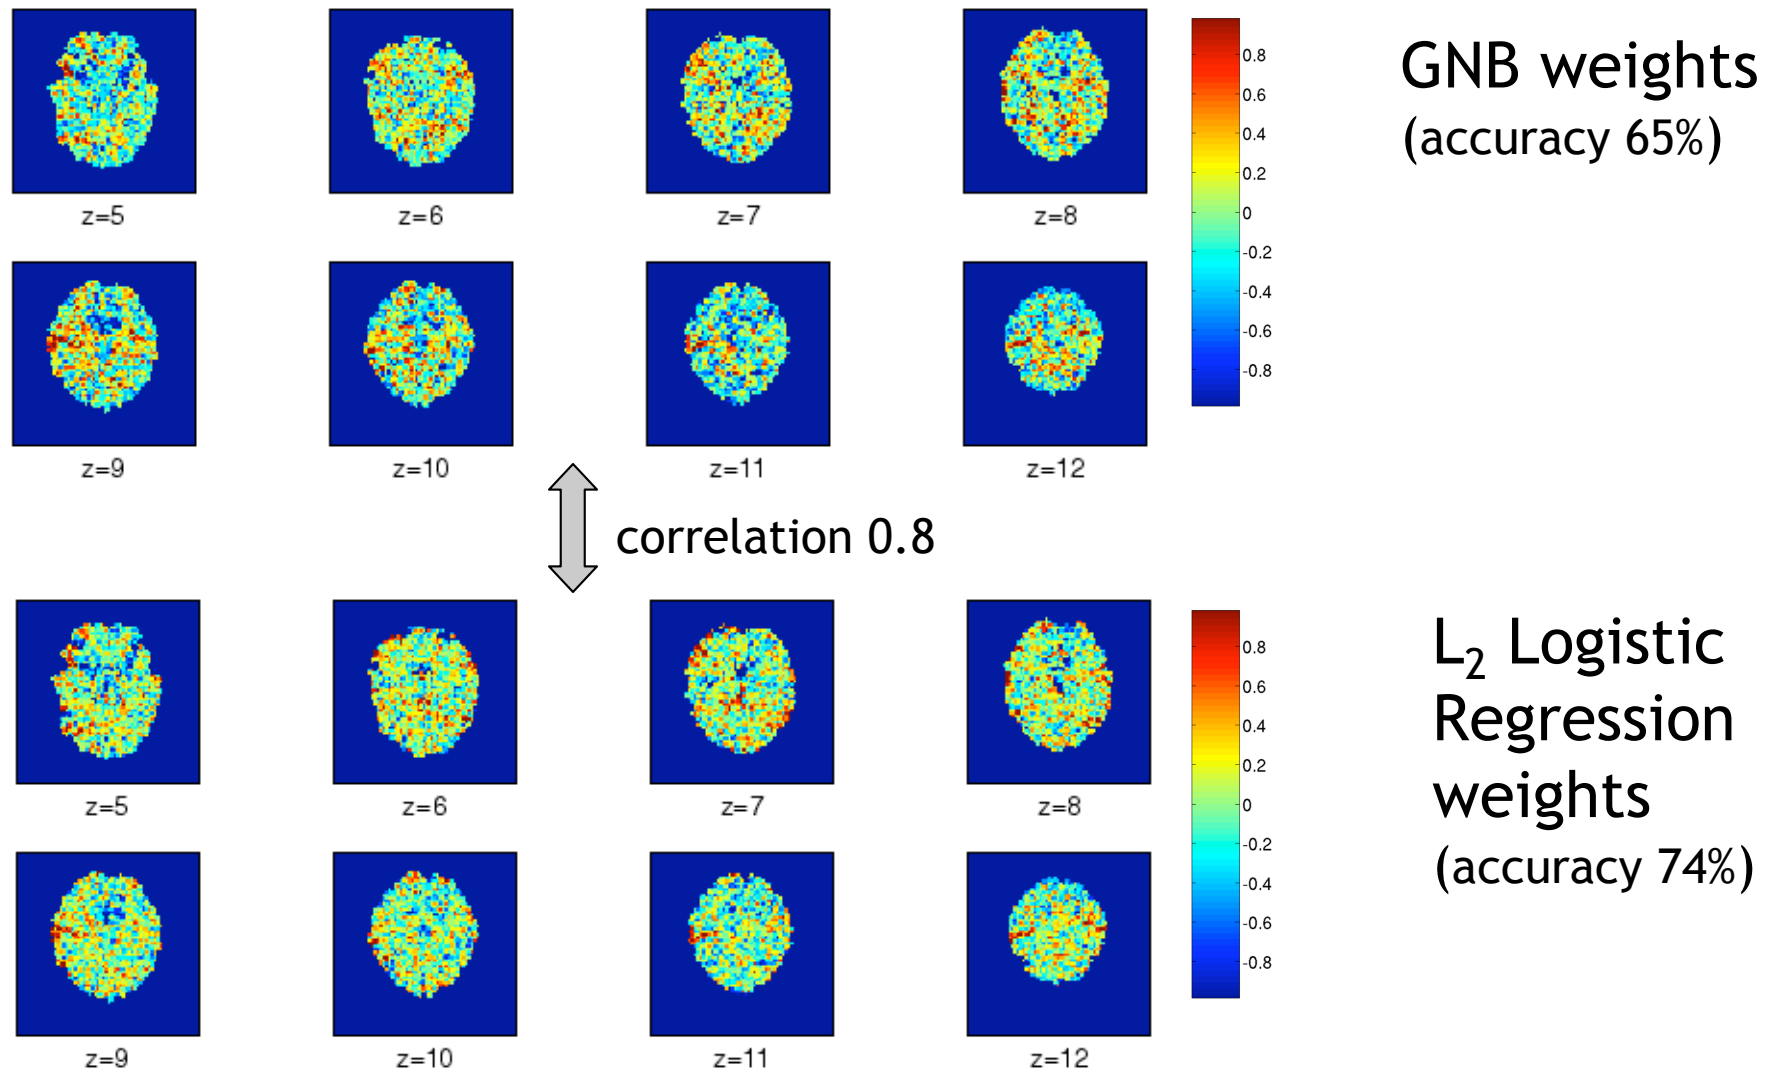 GNB weights
(accuracy 65%)
0.8
0.6
0.4
0.2
0
-0.2
-0.4
-0.6
-0.8
z=5
z=6
z=7
z=8
z=9
z=10
z=11
z=12
correlation 0.8
L₂ Logistic
Regression
weights
(accuracy 74%)
0.8
0.6
0.4
0.2
0
-0.2
-0.4
-0.6
-0.8
z=5
z=6
z=7
z=8
z=9
z=10
z=11
z=12